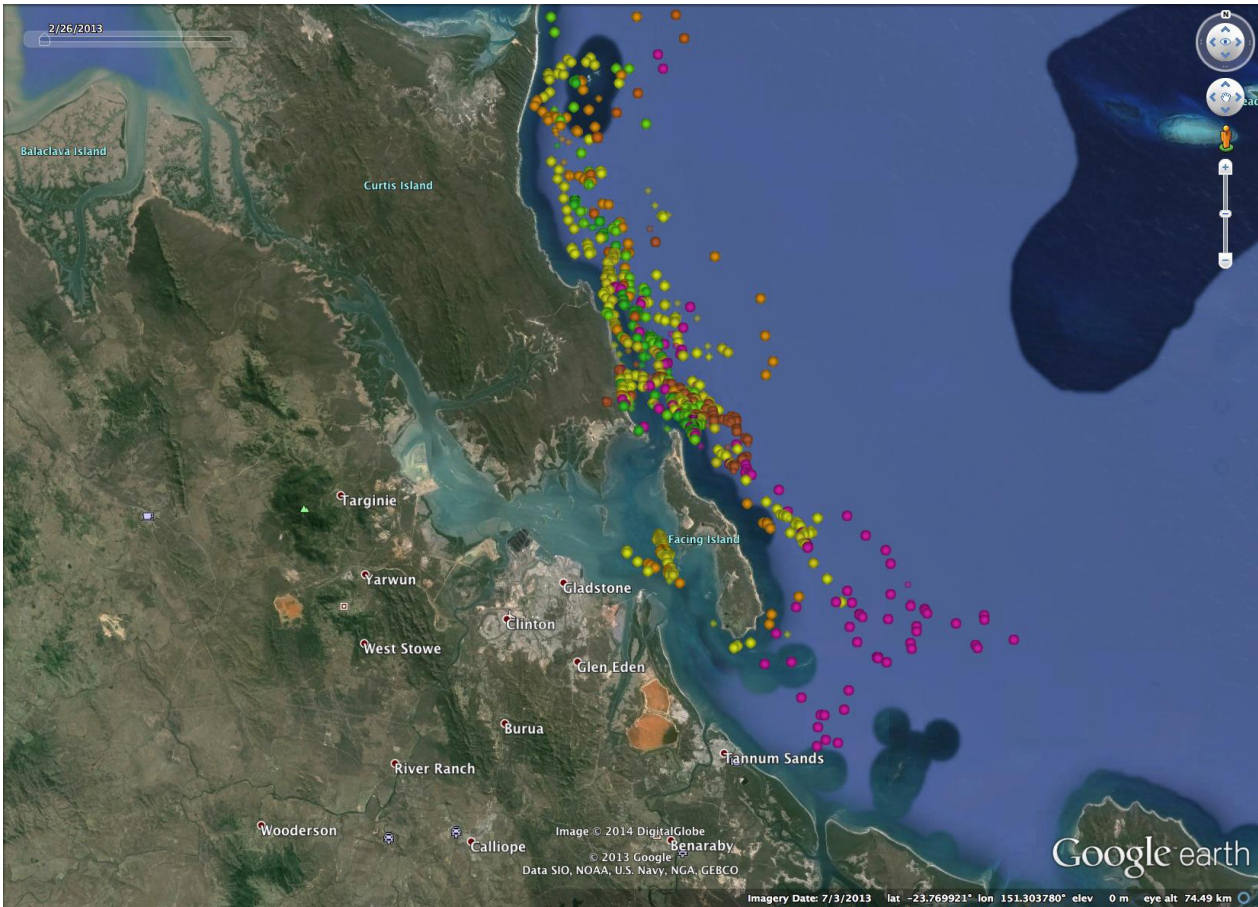 2/26/2013
N
Balaclava Island
Curtis Island
Targinie
Facing Island
Yarwun
Gladstone
Clinton
West Stowe
Glen Eden
Burua
Tannum Sands
River Ranch
Wooderson
Calliope
Image © 2014 DigitalGlobe
Benaraby
© 2013 Google
Data SIO, NOAA, U.S. Navy, NGA, GEBCO
Google earth
Imagery Date: 7/3/2013 lat -23.769921° lon 151.303780° elev 0 m eye alt 74.49 km